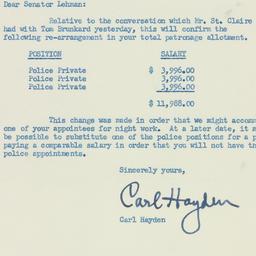 Dear Senator Lehman:
Relative to the conversation which Mr. St. Claire
had with Tom Brunkard yesterday, this will confirm the
following re-arrangement in your total patronage allotment.
POSITION SALARY
Police Private $ 3,996.00
Police Private 3,996.00
Police Private 3,996.00
$ 11,988.00
This change was made in order that we might accomm
one of your appointees for night work. At a later date, it m
be possible to substitute one of the police positions for a p
paying a comparable salary in order that you will not have th
police appointments.
Sincerely yours,
Carl Hayden
Carl Hayden